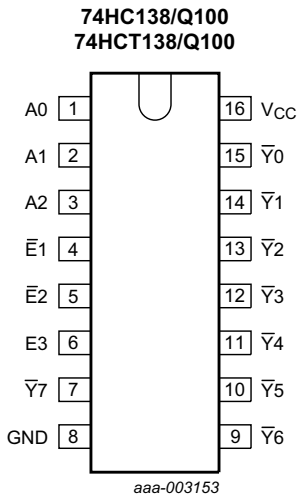 74HC138/Q100
74HCT138/Q100
A0 1
16 VCC
A1 2
15 Y̅0
A2 3
14 Y̅1
E̅1 4
13 Y̅2
E̅2 5
12 Y̅3
E3 6
11 Y̅4
Y̅7 7
10 Y̅5
GND 8
9 Y̅6
aaa-003153